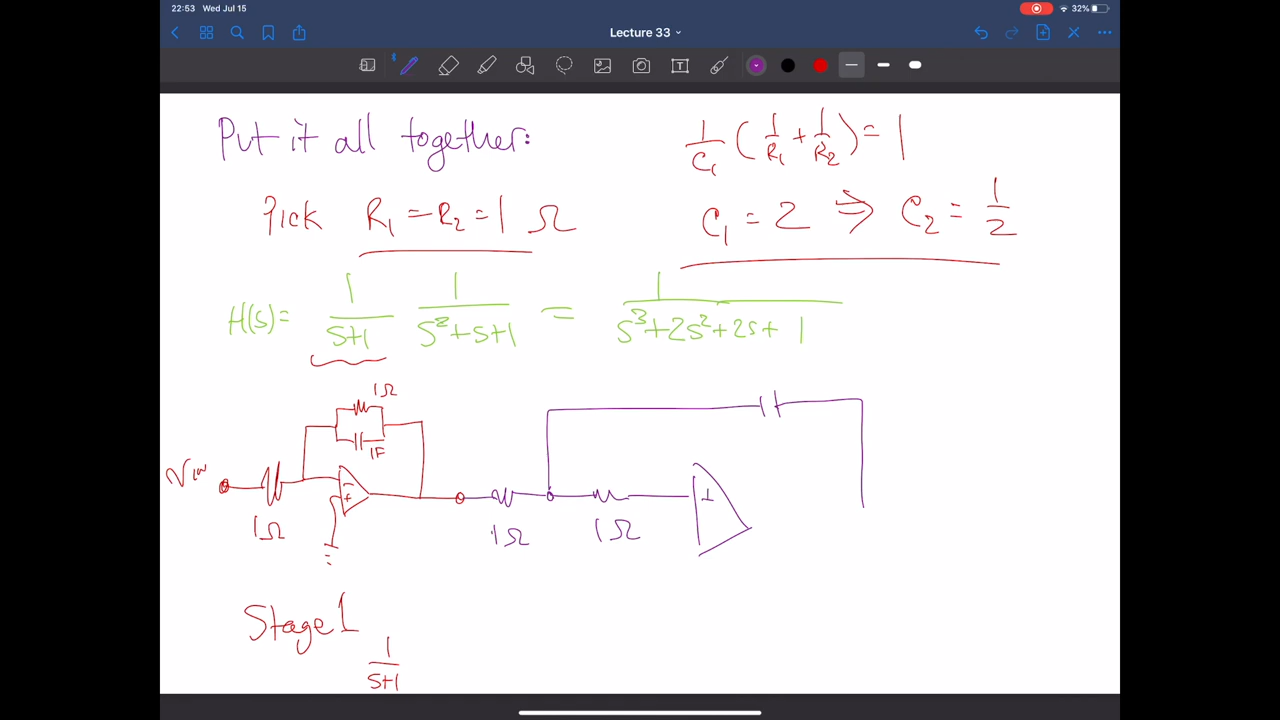 22:53 Wed Jul 15
32%
Lecture 33
T
Put it all together:
1/C₁ (1/R₁ + 1/R₂) = 1
Pick R₁ = R₂ = 1 Ω
C₁ = 2 ⇒ C₂ = 1/2
H(s) = 1/(s+1) 1/(s²+s+1) = 1/(s³+2s²+2s+1)
1Ω
1F
Vin
- +
1Ω
1Ω
1Ω
+
Stage 1
1/(s+1)